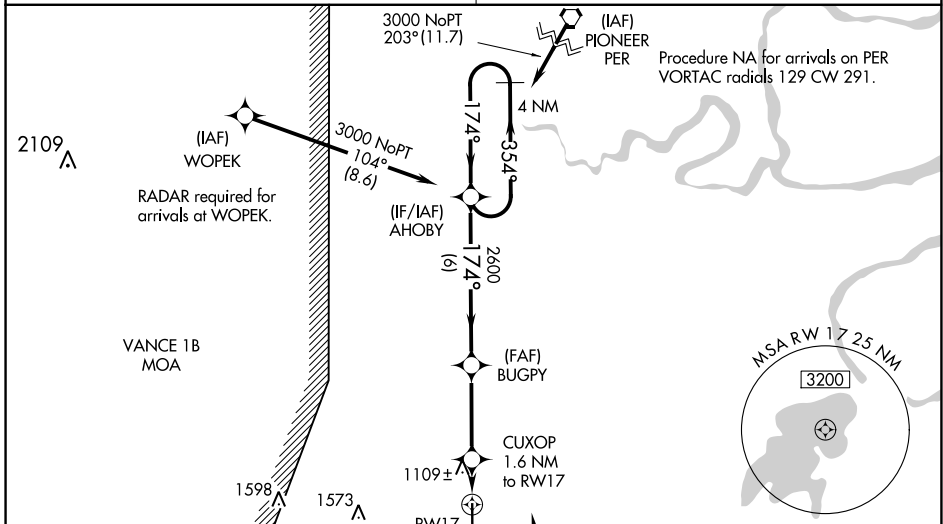 3000 NoPT
203° (11.7)
(IAF)
PIONEER
PER
Procedure NA for arrivals on PER
VORTAC radials 129 CW 291.
4 NM
174°
354°
2109
(IAF)
WOPEK
3000 NoPT
104°
(8.6)
RADAR required for
arrivals at WOPEK.
(IF/IAF)
AHOBY
2600
174°
(6)
VANCE 1B
MOA
(FAF)
BUGPY
MSA RW 17 25 NM
3200
CUXOP
1.6 NM
to RW17
1109±
1598
1573
RW17